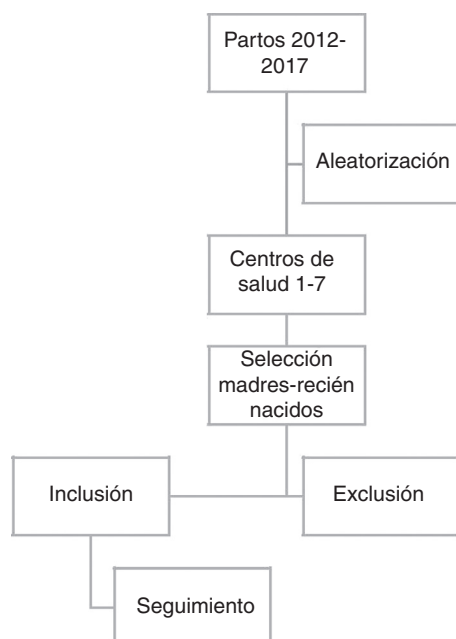 Partos 2012-
2017
Aleatorización
Centros de
salud 1-7
Selección
madres-recién
nacidos
Inclusión
Exclusión
Seguimiento